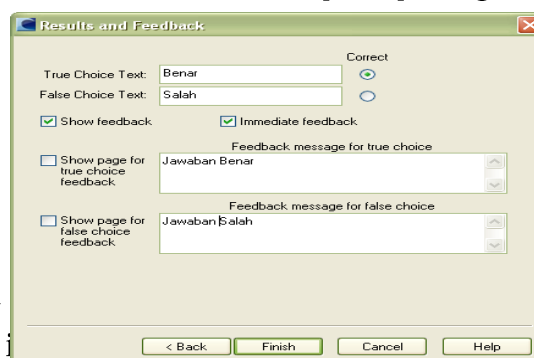 Results and Feedback
Correct
True Choice Text: Benar
False Choice Text: Salah
Show feedback Immediate feedback
Feedback message for true choice
Show page for true choice feedback
Jawaban Benar
Feedback message for false choice
Show page for false choice feedback
Jawaban Salah
< Back Finish Cancel Help